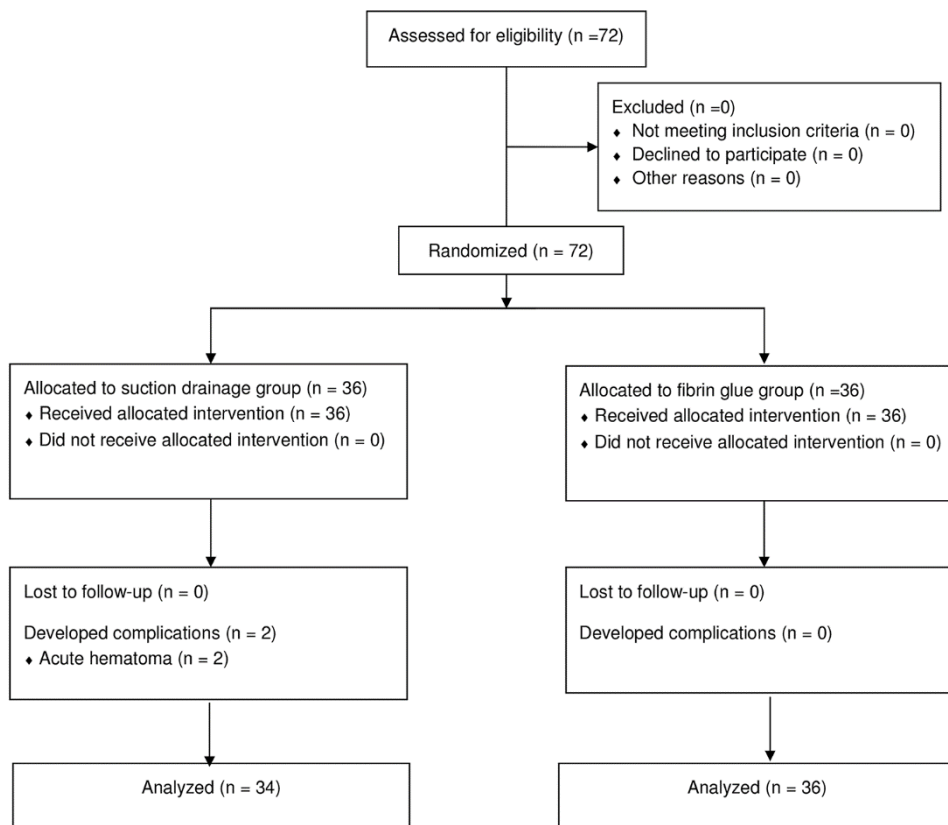 Assessed for eligibility (n =72)
Excluded (n =0)
♦ Not meeting inclusion criteria (n = 0)
♦ Declined to participate (n = 0)
♦ Other reasons (n = 0)
Randomized (n = 72)
Allocated to suction drainage group (n = 36)
♦ Received allocated intervention (n = 36)
♦ Did not receive allocated intervention (n = 0)
Allocated to fibrin glue group (n =36)
♦ Received allocated intervention (n = 36)
♦ Did not receive allocated intervention (n = 0)
Lost to follow-up (n = 0)
Developed complications (n = 2)
♦ Acute hematoma (n = 2)
Lost to follow-up (n = 0)
Developed complications (n = 0)
Analyzed (n = 34)
Analyzed (n = 36)